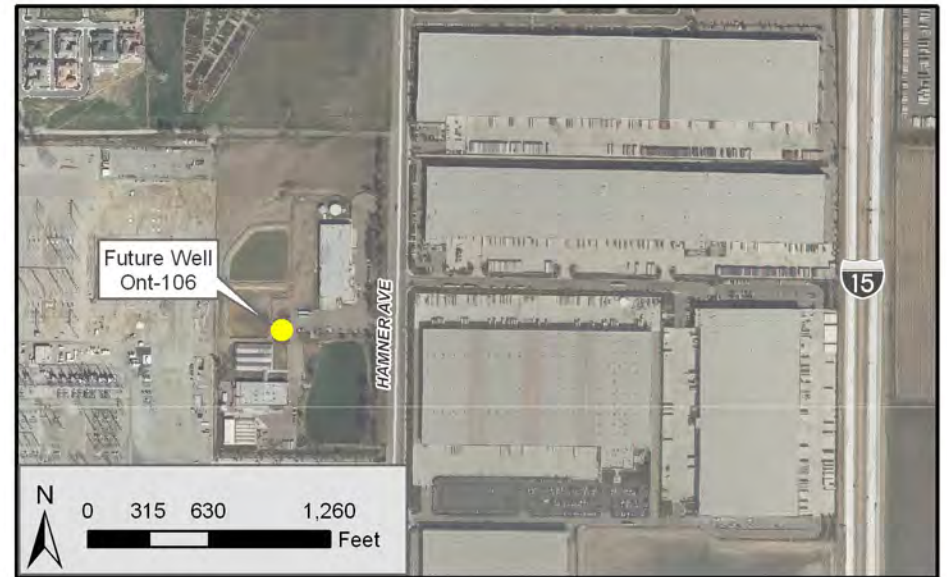 Future Well
Ont-106
HAMNER AVE
15
N
0 315 630 1,260
Feet